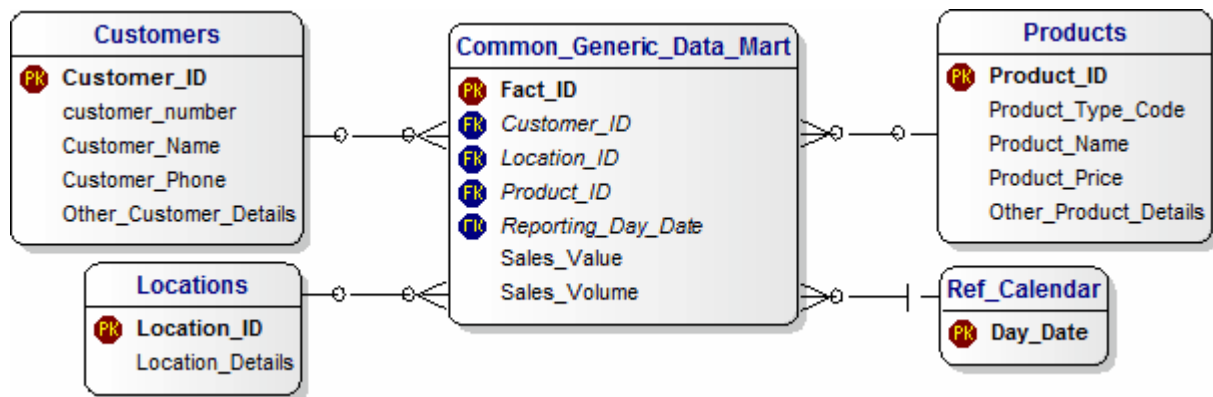 Customers
PK Customer_ID
customer_number
Customer_Name
Customer_Phone
Other_Customer_Details
Locations
PK Location_ID
Location_Details
Common_Generic_Data_Mart
PK Fact_ID
FK Customer_ID
FK Location_ID
FK Product_ID
FK Reporting_Day_Date
Sales_Value
Sales_Volume
Products
PK Product_ID
Product_Type_Code
Product_Name
Product_Price
Other_Product_Details
Ref_Calendar
PK Day_Date